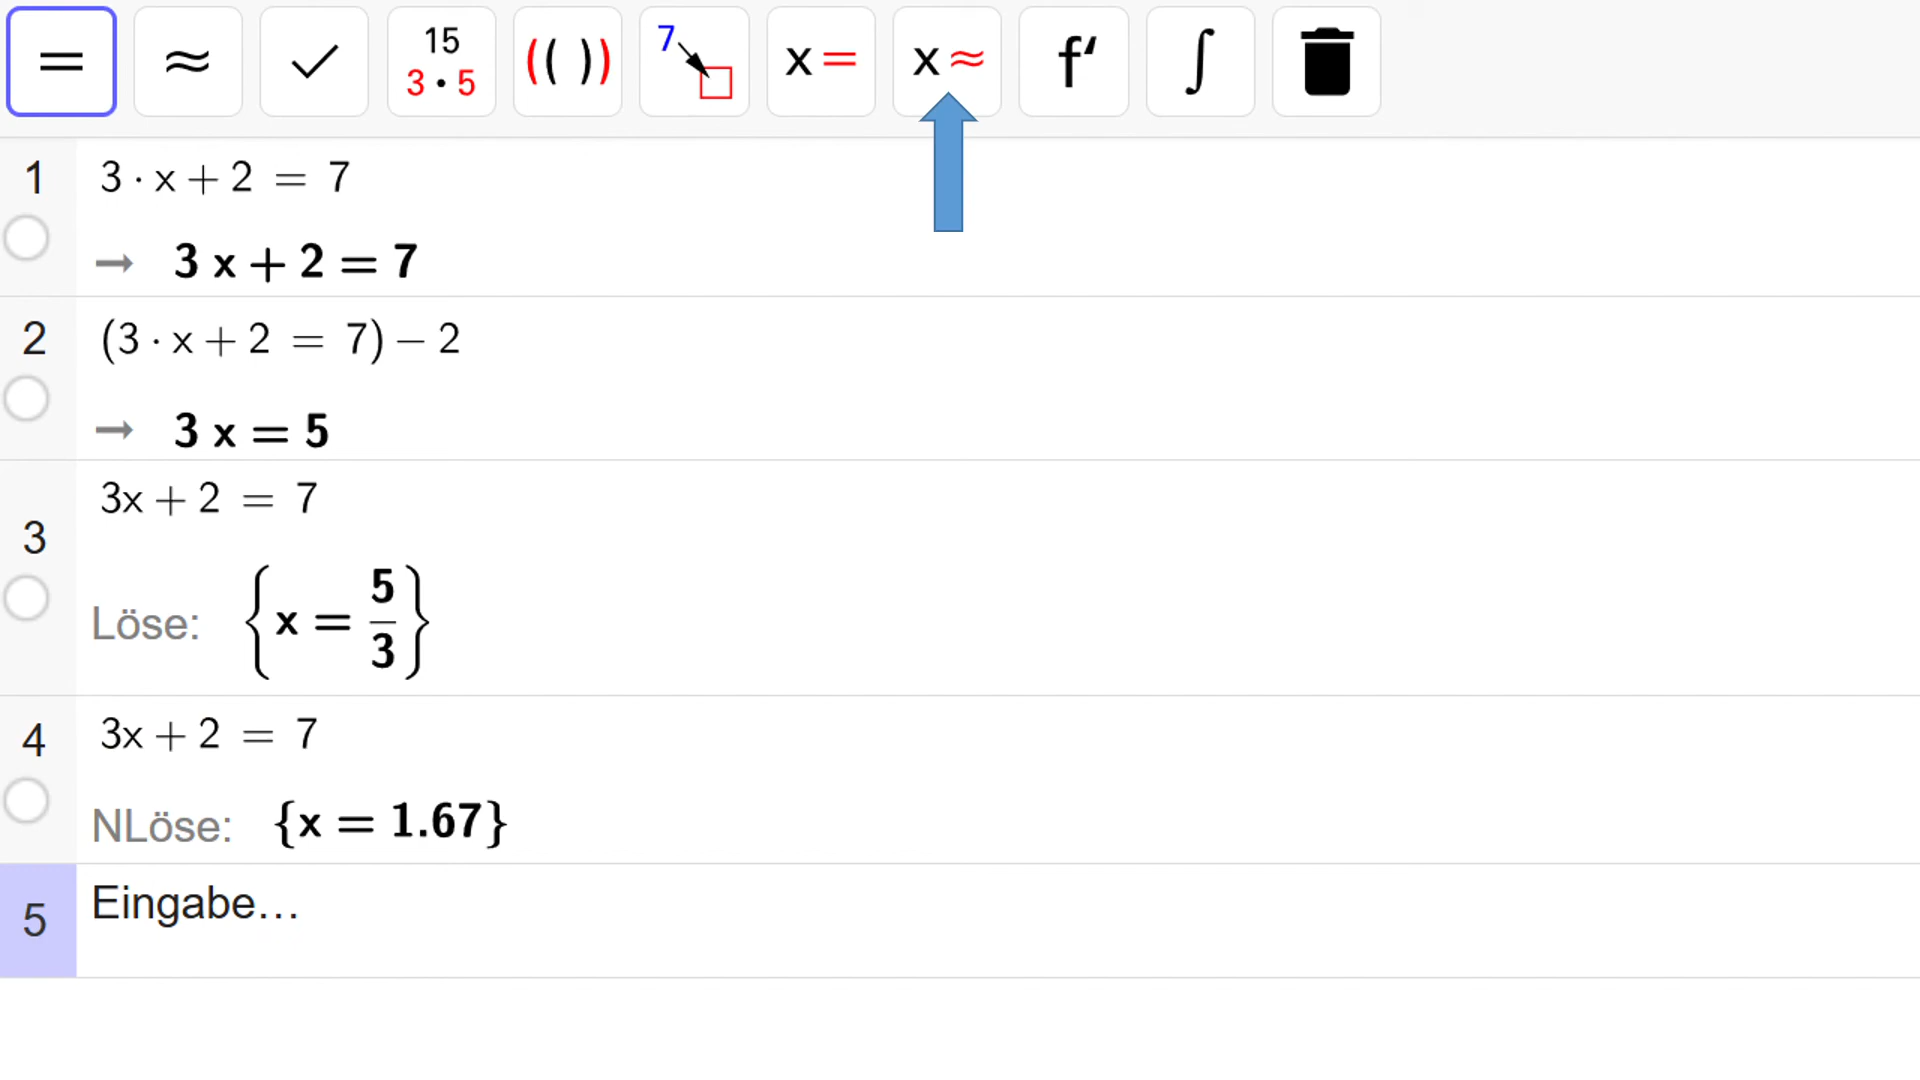 = ≈ ✓ 15 (( )) 7 x = x ≈ f′ ∫
3 · 5
1 3 · x + 2 = 7
→ 3 x + 2 = 7
2 (3 · x + 2 = 7) − 2
→ 3 x = 5
3x + 2 = 7
3
Löse: {x = 5/3}
4 3x + 2 = 7
NLöse: {x = 1.67}
5 Eingabe…